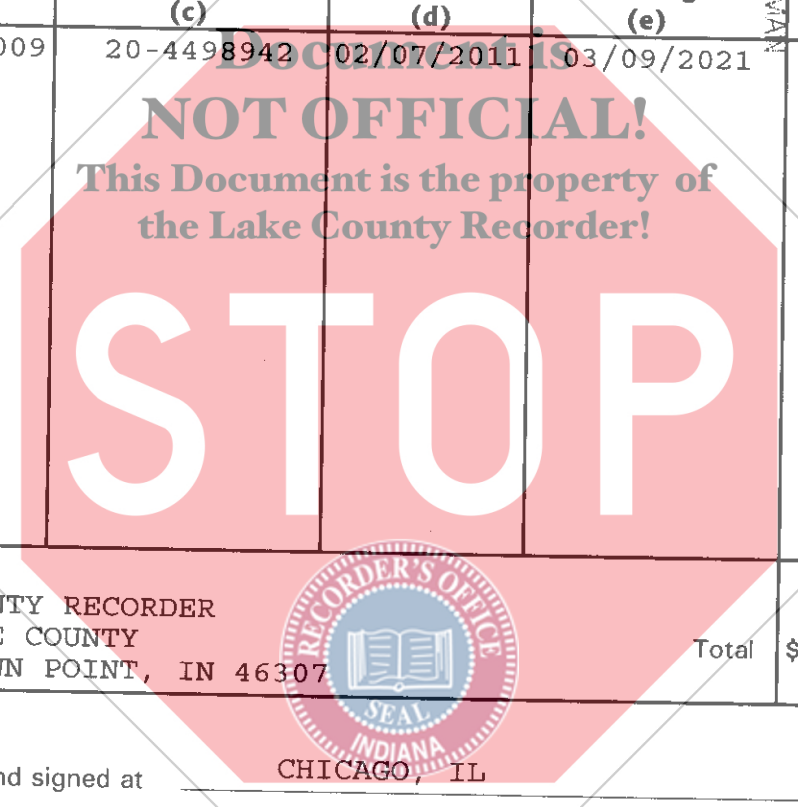 (c) (d) (e)
009 20-4498942 02/07/2011 03/09/2021
Document is
NOT OFFICIAL!
This Document is the property of
the Lake County Recorder!
STOP
UNTY RECORDER
E COUNTY
WN POINT, IN 46307
Total $
RECORDER'S OFFICE
SEAL
INDIANA
nd signed at CHICAGO, IL